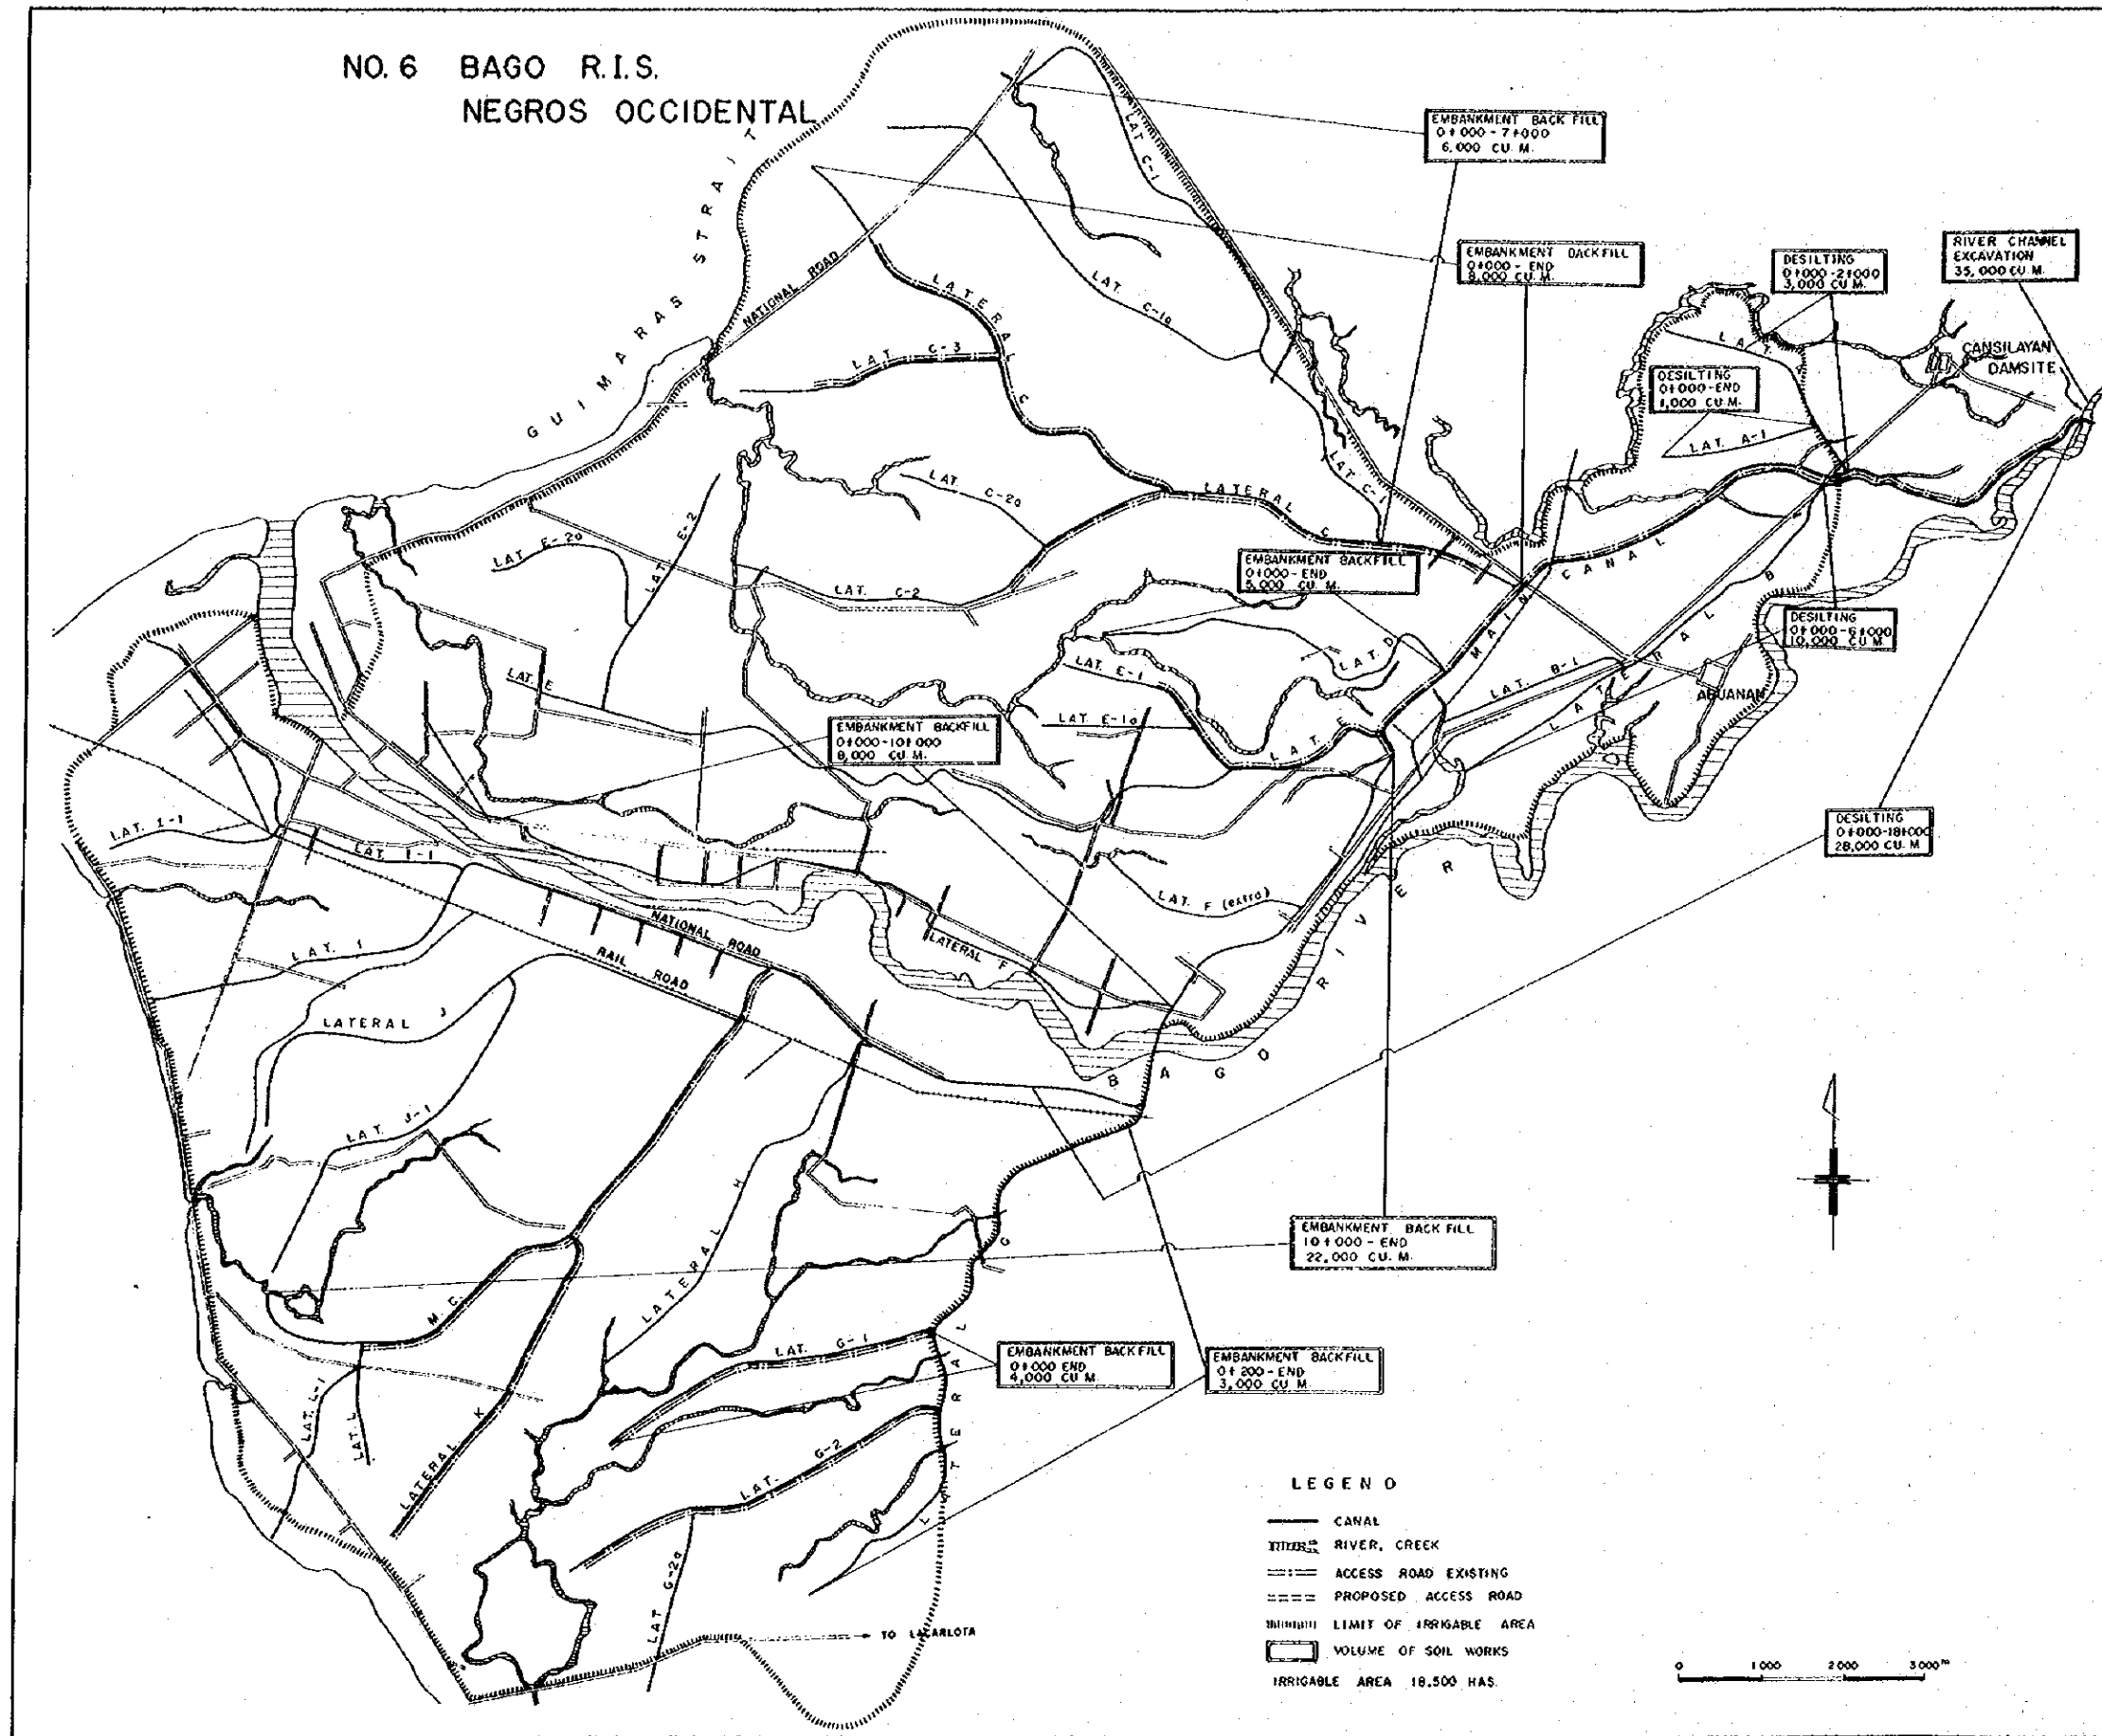 NO. 6 BAGO R.I.S.
NEGROS OCCIDENTAL
GUIMARAS STRAIT
NATIONAL ROAD
EMBANKMENT BACK FILL
0+000-7+000
6,000 CU. M.
EMBANKMENT BACKFILL
0+000 - END
8,000 CU. M.
DESILTING
0+000-2+000
3,000 CU M.
RIVER CHANNEL
EXCAVATION
35,000 CU. M.
CANSILAYAN
DAMSITE
DESILTING
0+000-END
1,000 CU M.
LAT.
LAT. A-1
LAT C-1
LAT. C-1a
LATERAL C
LAT C-3
LAT. C-1
LAT. C-2a
LATERAL C
LAT E-2
LAT E-2a
LAT. C-2
EMBANKMENT BACKFILL
0+000-END
5,000 CU. M.
MAIN CANAL
LATERAL B
DESILTING
0+000-6+000
10,000 CU M.
LAT. D
LAT. E-1
LAT. B-1
ABUANAN
LAT. E
LAT. E-1a
LAT. E
EMBANKMENT BACKFILL
0+000-10+000
8,000 CU. M.
DESILTING
0+000-18+000
28,000 CU. M
LAT. I-1
LAT. I-1
LAT. F (extra)
LATERAL F
NATIONAL ROAD
RAIL ROAD
LAT. I
BAGO RIVER
LATERAL J
LAT. J-1
LATERAL H
EMBANKMENT BACK FILL
10+000 - END
22,000 CU. M.
M. C.
LATERAL G
LAT. G-1
EMBANKMENT BACKFILL
0+000 END
4,000 CU M.
EMBANKMENT BACKFILL
0+200-END
3,000 CU M.
LAT. L-1
LAT. L
LATERAL K
LAT. G-2
LAT G-2a
TO LACARLOTA
LEGEND
CANAL
RIVER, CREEK
ACCESS ROAD EXISTING
PROPOSED ACCESS ROAD
LIMIT OF IRRIGABLE AREA
VOLUME OF SOIL WORKS
IRRIGABLE AREA 18,500 HAS.
0 1000 2000 3000 m